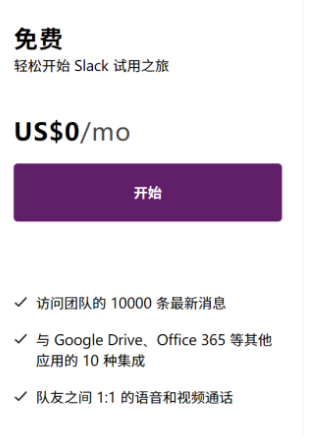 免费
轻松开始 Slack 试用之旅
US$0/mo
开始
访问团队的 10000 条最新消息
与 Google Drive、Office 365 等其他
应用的 10 种集成
队友之间 1:1 的语音和视频通话